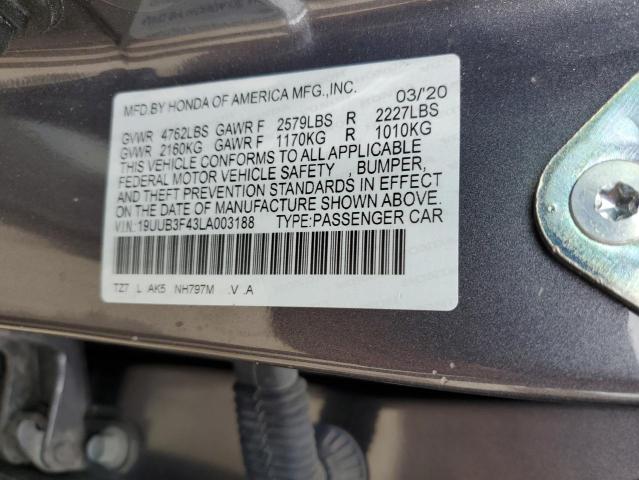 MFD.BY HONDA OF AMERICA MFG.,INC. 03/'20
GVWR 4762LBS GAWR F 2579LBS R 2227LBS
GVWR 2160KG GAWR F 1170KG R 1010KG
THIS VEHICLE CONFORMS TO ALL APPLICABLE
FEDERAL MOTOR VEHICLE SAFETY , BUMPER,
AND THEFT PREVENTION STANDARDS IN EFFECT
ON THE DATE OF MANUFACTURE SHOWN ABOVE.
V.I.N.: 19UUB3F43LA003188 TYPE:PASSENGER CAR
TZ7 L AK5 NH797M .V .A